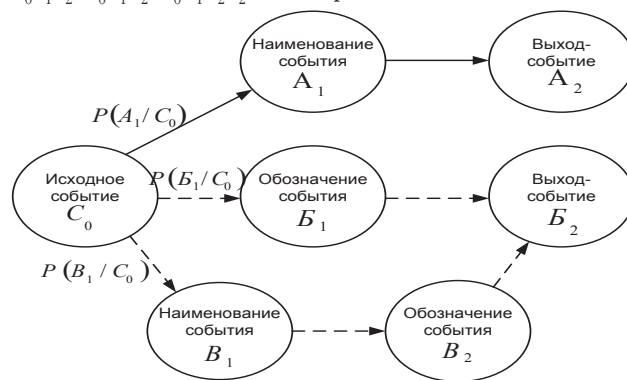 Наименование
события
А₁
Выход-
событие
А₂
P(A₁/C₀)
Исходное
событие
C₀
P(Б₁/C₀)
Обозначение
события
Б₁
Выход-
событие
Б₂
P(B₁/C₀)
Наименование
события
B₁
Обозначение
события
B₂